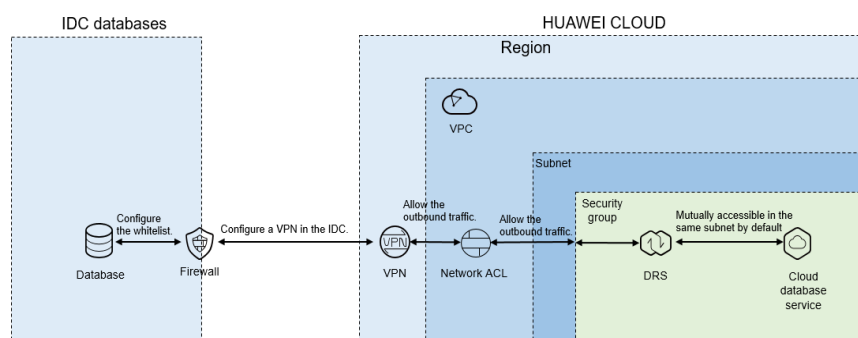 IDC databases
HUAWEI CLOUD
Region
VPC
Subnet
Security
group
Configure
the whitelist.
Configure a VPN in the IDC.
Allow the
outbound traffic.
Allow the
outbound traffic.
Mutually accessible in the
same subnet by default
VPN
Database
Firewall
VPN
Network ACL
DRS
Cloud
database
service